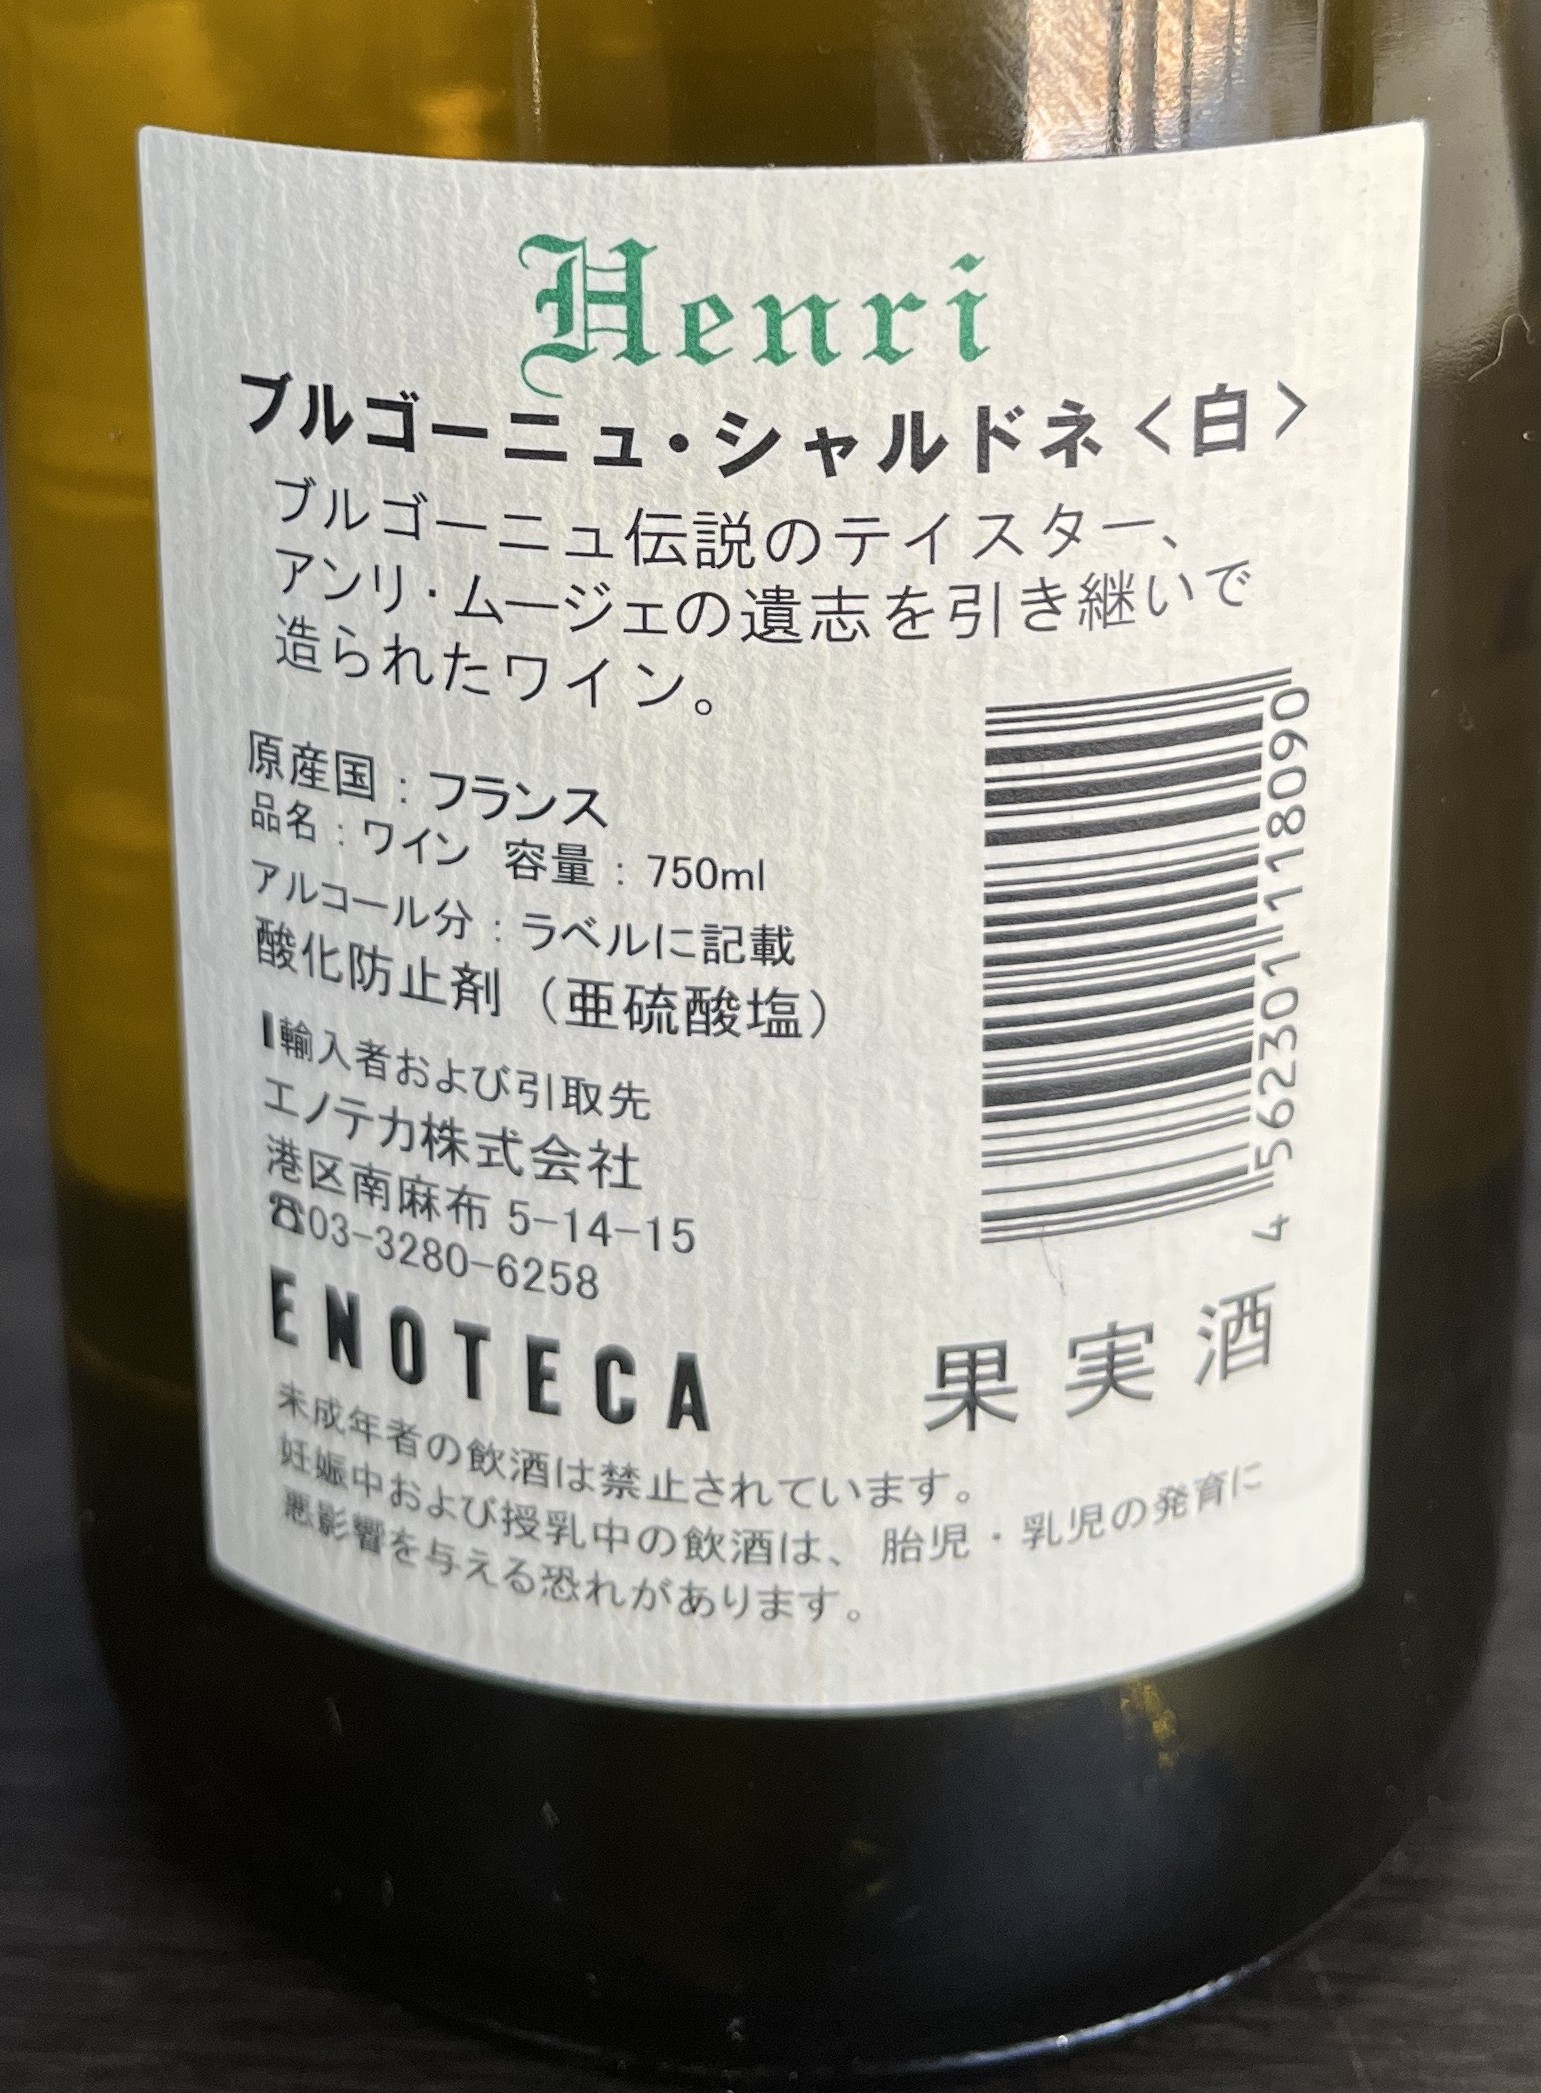 Henri
ブルゴーニュ・シャルドネ〈白〉
ブルゴーニュ伝説のテイスター、
アンリ・ムージェの遺志を引き継いで
造られたワイン。
原産国：フランス
品名：ワイン 容量：750ml
アルコール分：ラベルに記載
酸化防止剤（亜硫酸塩）
▌輸入者および引取先
エノテカ株式会社
港区南麻布 5-14-15
☎03-3280-6258
ENOTECA
4 562301 118090
果実酒
未成年者の飲酒は禁止されています。
妊娠中および授乳中の飲酒は、胎児・乳児の発育に
悪影響を与える恐れがあります。